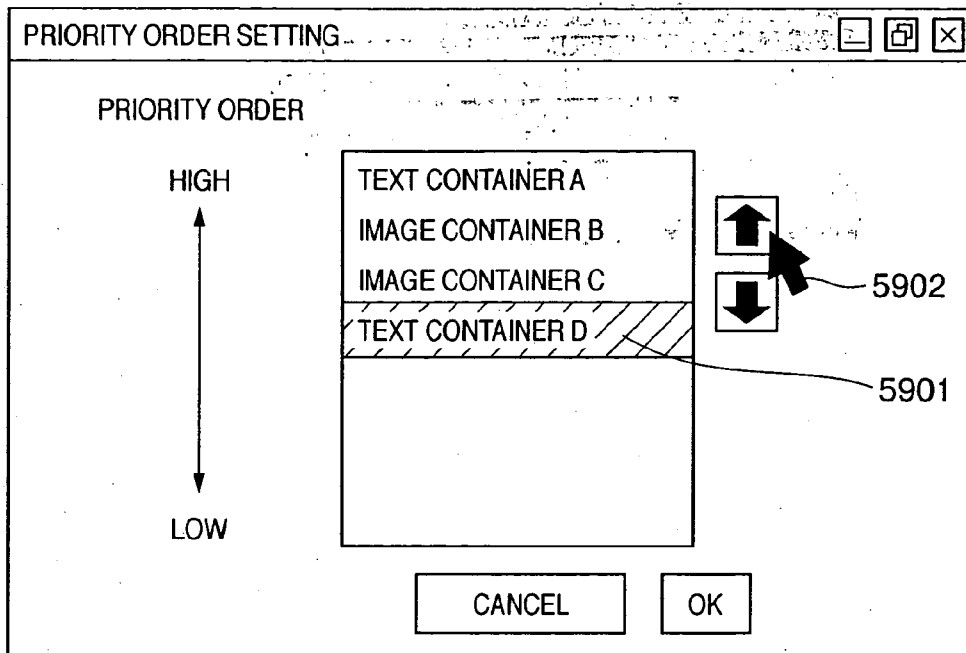 PRIORITY ORDER SETTING
PRIORITY ORDER
HIGH
TEXT CONTAINER A
IMAGE CONTAINER B
IMAGE CONTAINER C
5902
TEXT CONTAINER D
5901
LOW
CANCEL
OK